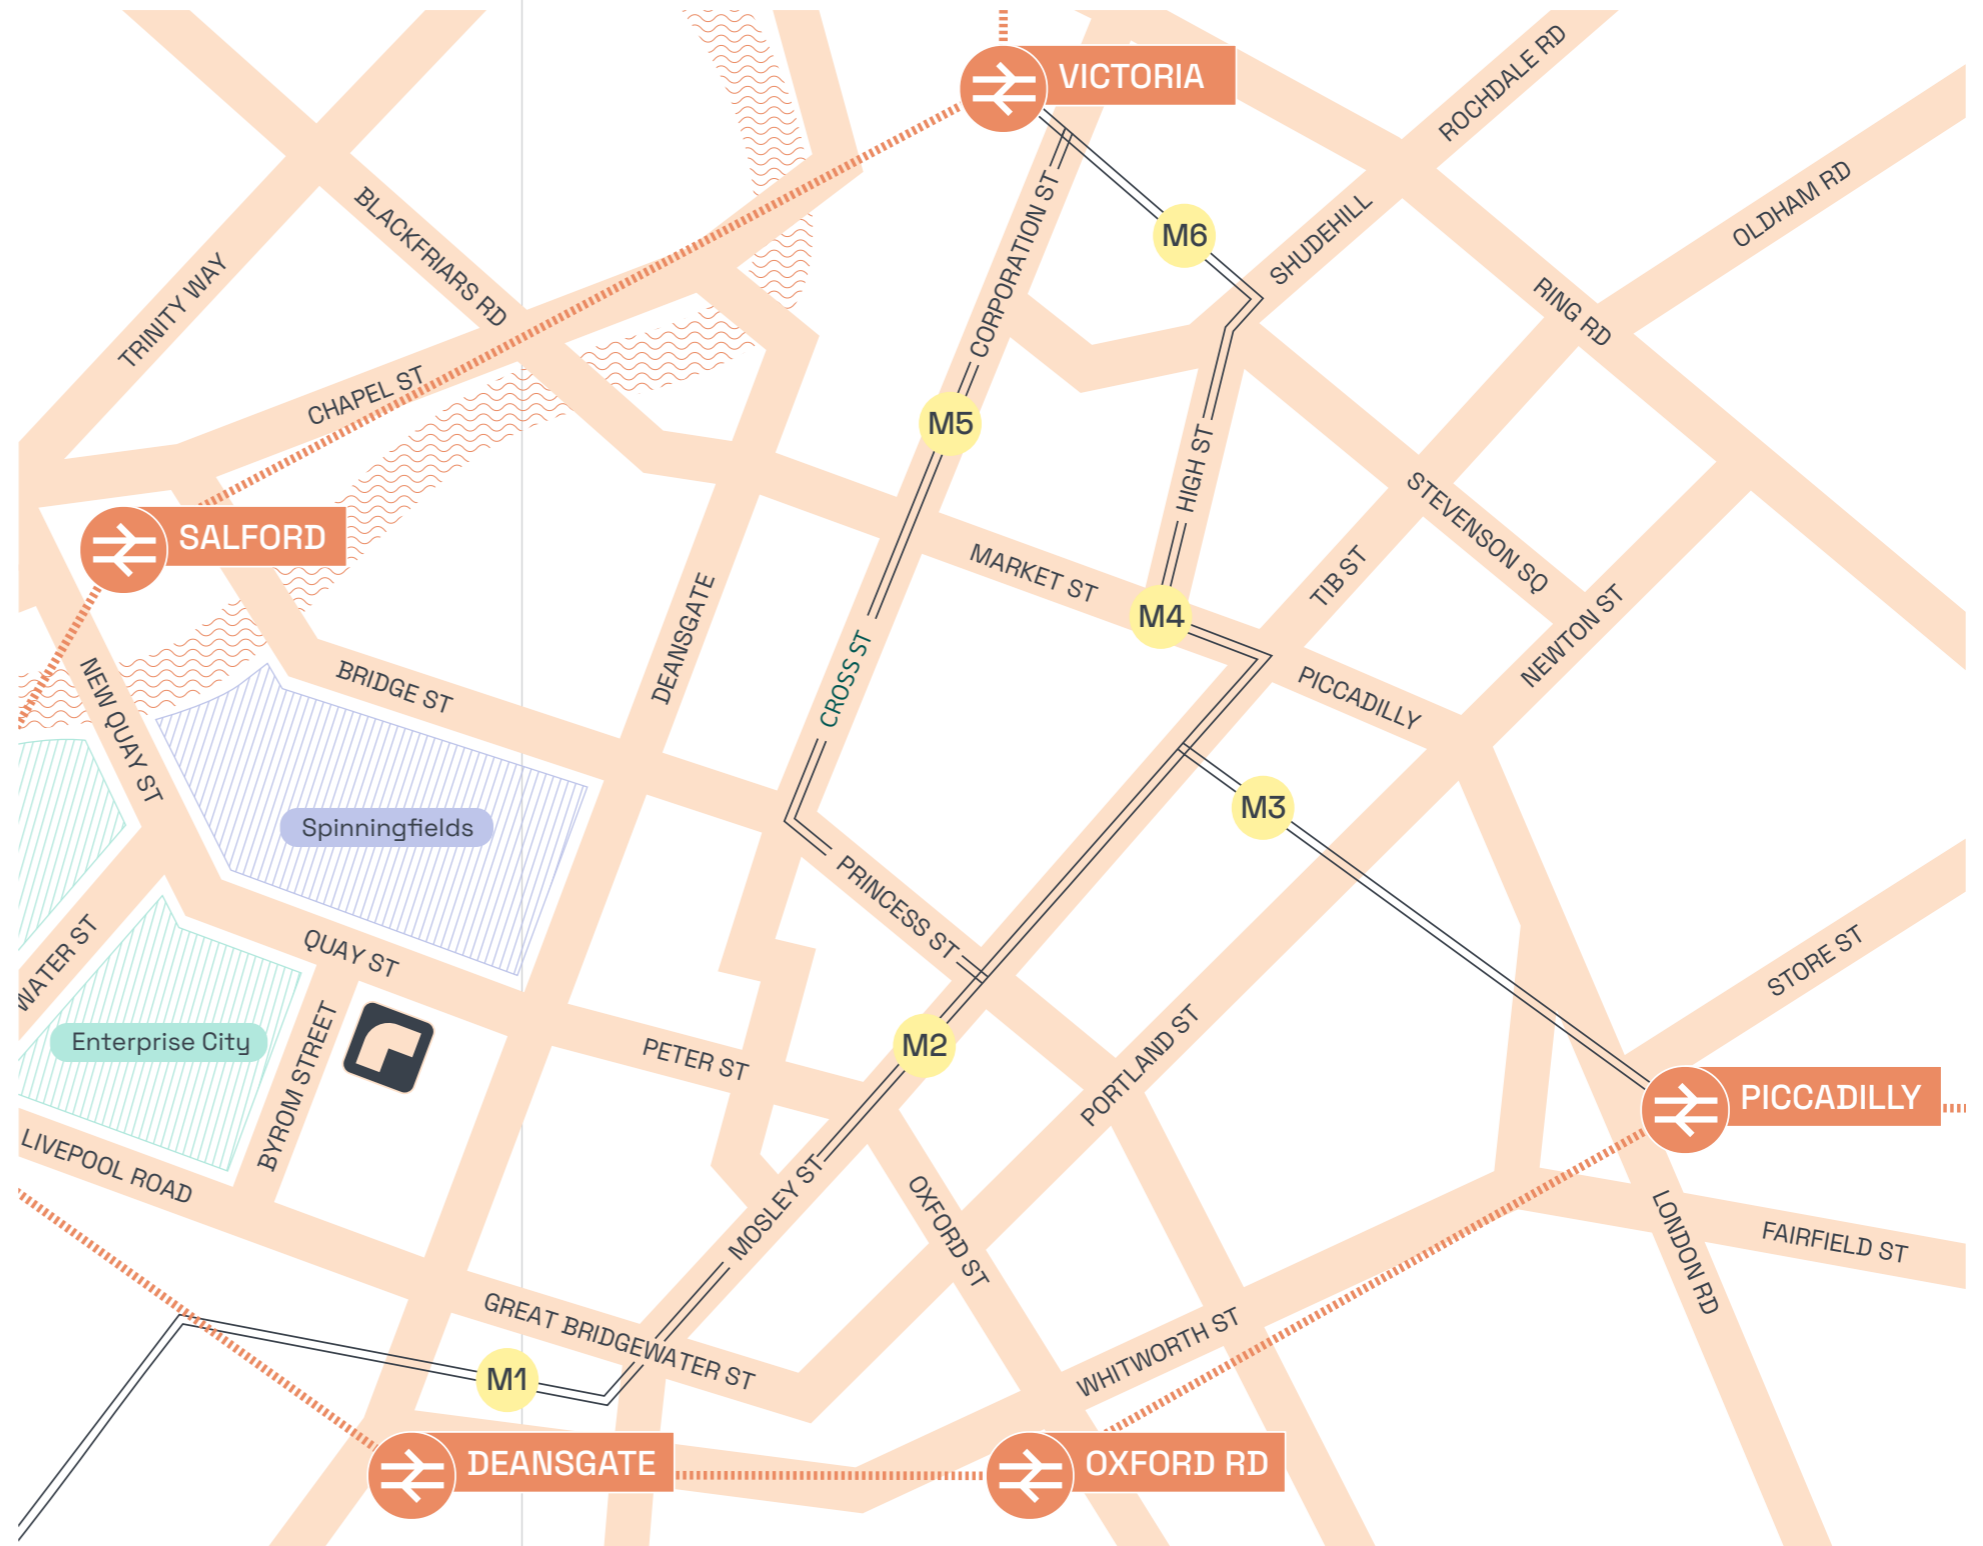 VICTORIA
ROCHDALE RD
OLDHAM RD
BLACKFRIARS RD
CORPORATION ST
M6
SHUDEHILL
TRINITY WAY
RING RD
CHAPEL ST
M5
HIGH ST
STEVENSON SQ
SALFORD
MARKET ST
TIB ST
DEANSGATE
M4
NEWTON ST
CROSS ST
BRIDGE ST
PICCADILLY
NEW QUAY ST
M3
Spinningfields
PRINCESS ST
QUAY ST
WATER ST
STORE ST
Enterprise City
BYROM STREET
PETER ST
M2
PORTLAND ST
PICCADILLY
LIVEPOOL ROAD
MOSLEY ST
OXFORD ST
FAIRFIELD ST
LONDON RD
GREAT BRIDGEWATER ST
WHITWORTH ST
M1
DEANSGATE
OXFORD RD